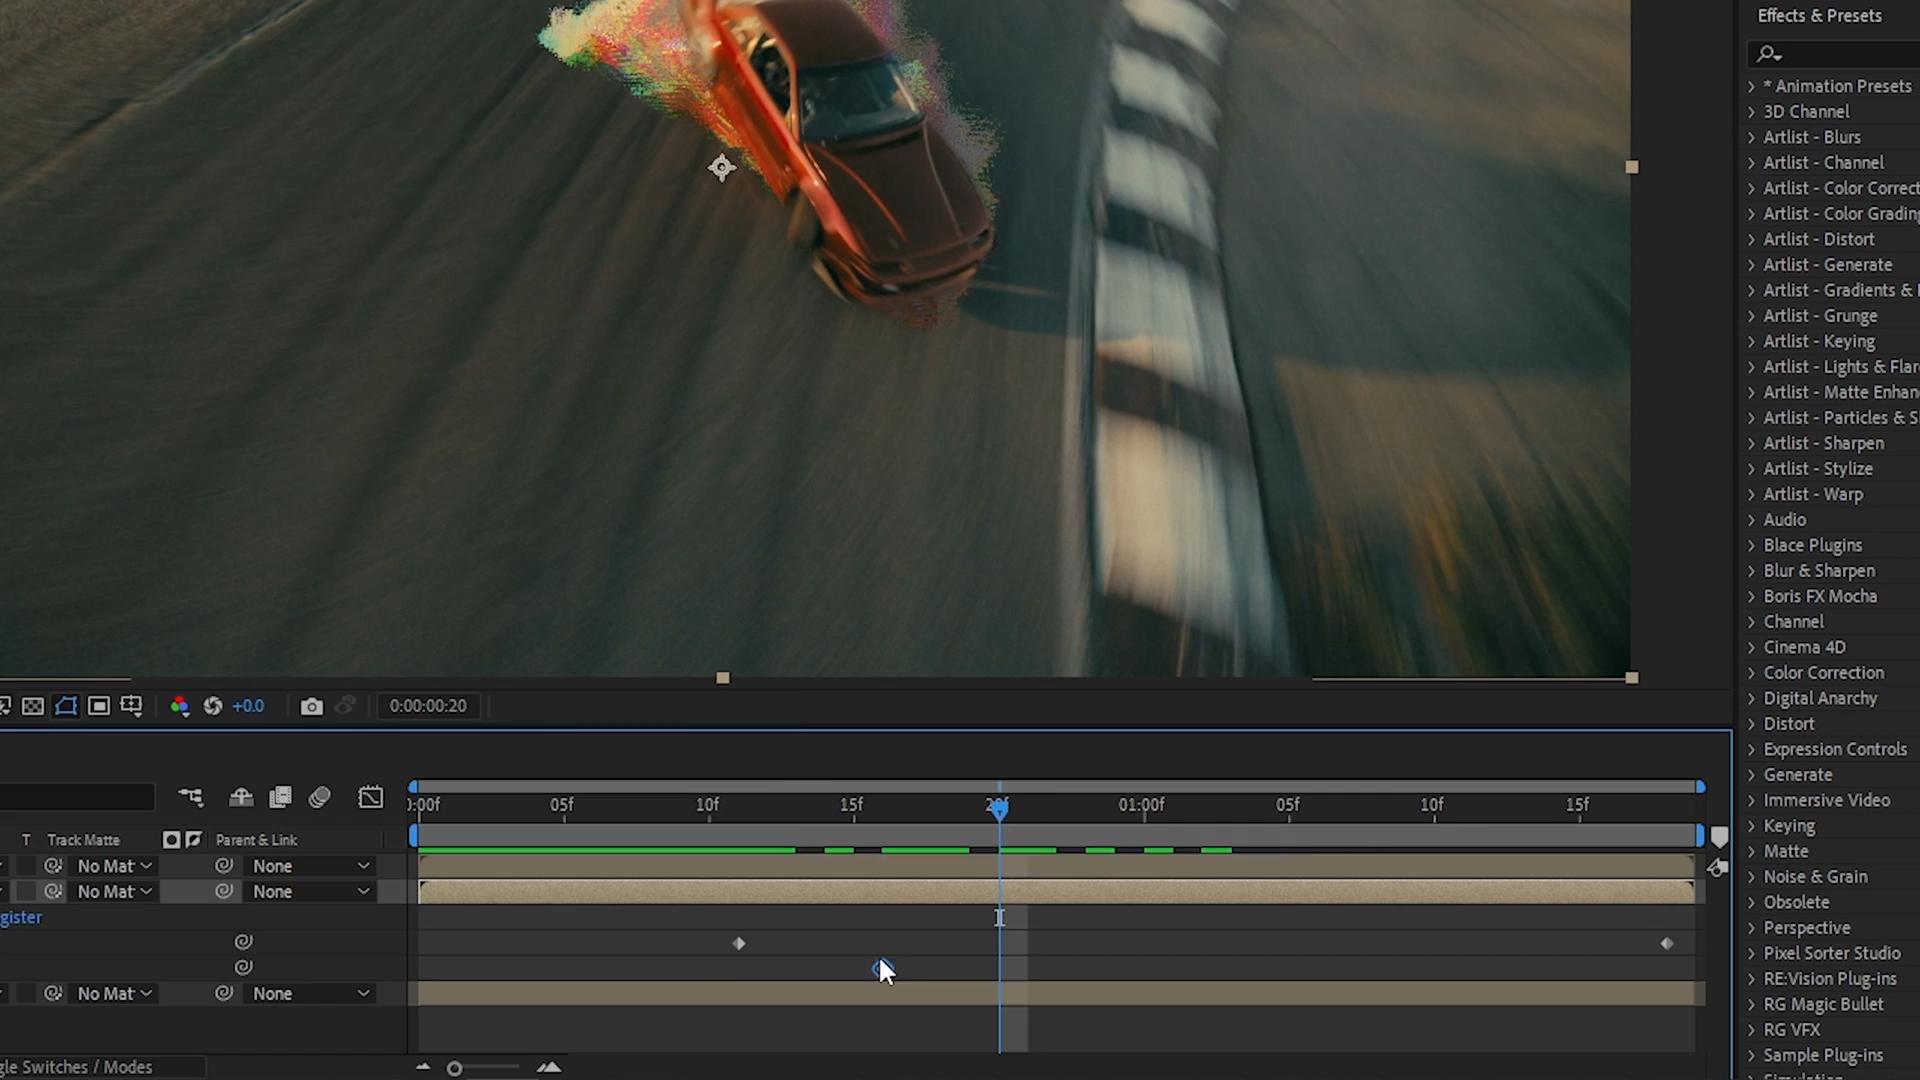 Effects & Presets
* Animation Presets
3D Channel
Artlist - Blurs
Artlist - Channel
Artlist - Color Correct
Artlist - Color Grading
Artlist - Distort
Artlist - Generate
Artlist - Gradients &
Artlist - Grunge
Artlist - Keying
Artlist - Lights & Flar
Artlist - Matte Enhan
Artlist - Particles & S
Artlist - Sharpen
Artlist - Stylize
Artlist - Warp
Audio
Blace Plugins
Blur & Sharpen
Boris FX Mocha
Channel
Cinema 4D
Color Correction
Digital Anarchy
Distort
Expression Controls
Generate
Immersive Video
Keying
Matte
Noise & Grain
Obsolete
Perspective
Pixel Sorter Studio
RE:Vision Plug-ins
RG Magic Bullet
RG VFX
Sample Plug-ins
+0.0
0:00:00:20
):00f 05f 10f 15f 20f 01:00f 05f 10f 15f
T Track Matte Parent & Link
No Mat None
No Mat None
gister
No Mat None
gle Switches / Modes